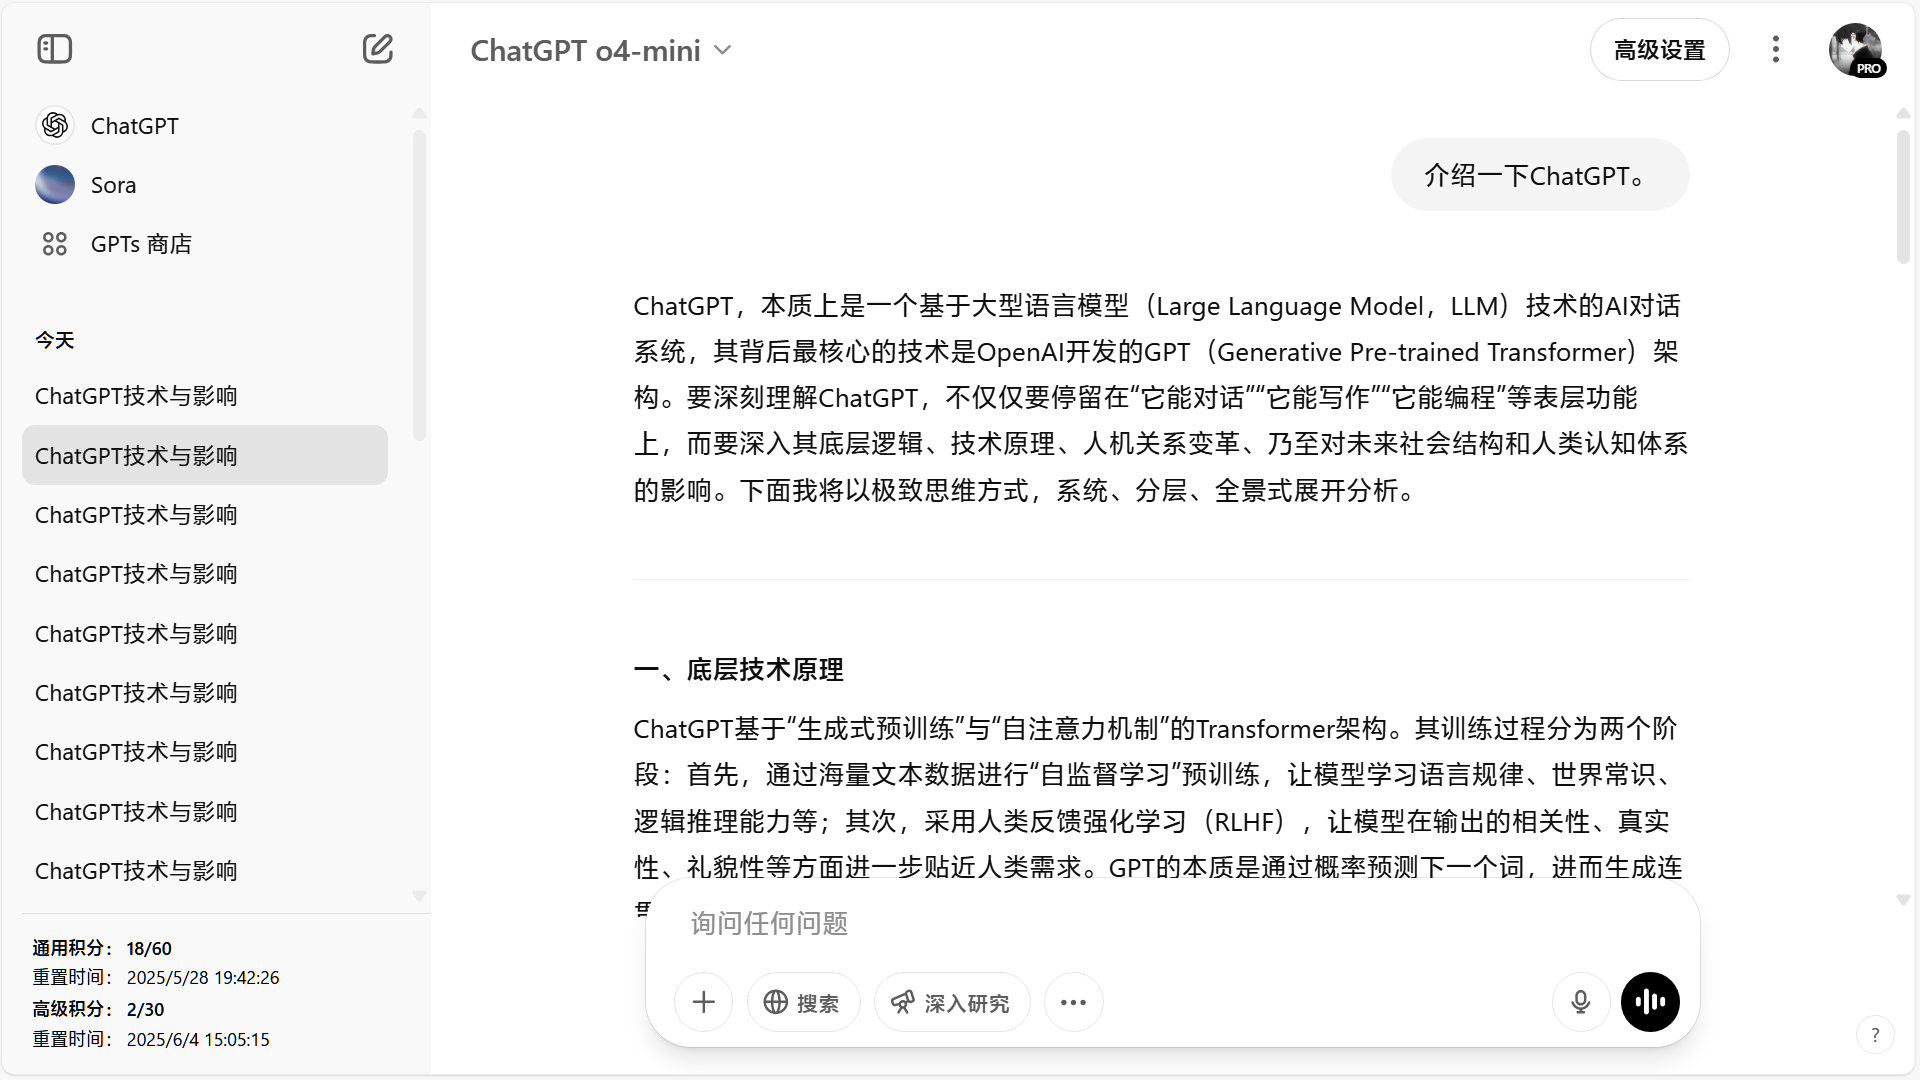 ChatGPT
Sora
GPTs 商店
今天
ChatGPT技术与影响
ChatGPT技术与影响
ChatGPT技术与影响
ChatGPT技术与影响
ChatGPT技术与影响
ChatGPT技术与影响
ChatGPT技术与影响
ChatGPT技术与影响
ChatGPT技术与影响
通用积分： 18/60
重置时间： 2025/5/28 19:42:26
高级积分： 2/30
重置时间： 2025/6/4 15:05:15
ChatGPT o4-mini
高级设置
PRO
介绍一下ChatGPT。
ChatGPT，本质上是一个基于大型语言模型（Large Language Model，LLM）技术的AI对话
系统，其背后最核心的技术是OpenAI开发的GPT（Generative Pre-trained Transformer）架
构。要深刻理解ChatGPT，不仅仅要停留在“它能对话”“它能写作”“它能编程”等表层功能
上，而要深入其底层逻辑、技术原理、人机关系变革、乃至对未来社会结构和人类认知体系
的影响。下面我将以极致思维方式，系统、分层、全景式展开分析。
一、底层技术原理
ChatGPT基于“生成式预训练”与“自注意力机制”的Transformer架构。其训练过程分为两个阶
段：首先，通过海量文本数据进行“自监督学习”预训练，让模型学习语言规律、世界常识、
逻辑推理能力等；其次，采用人类反馈强化学习（RLHF），让模型在输出的相关性、真实
性、礼貌性等方面进一步贴近人类需求。GPT的本质是通过概率预测下一个词，进而生成连
询问任何问题
搜索
深入研究
?